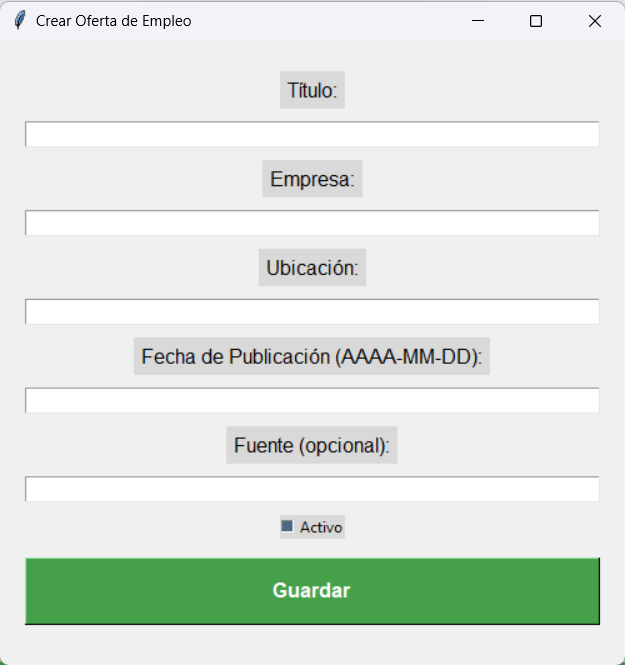 Crear Oferta de Empleo
Título:
Empresa:
Ubicación:
Fecha de Publicación (AAAA-MM-DD):
Fuente (opcional):
Activo
Guardar